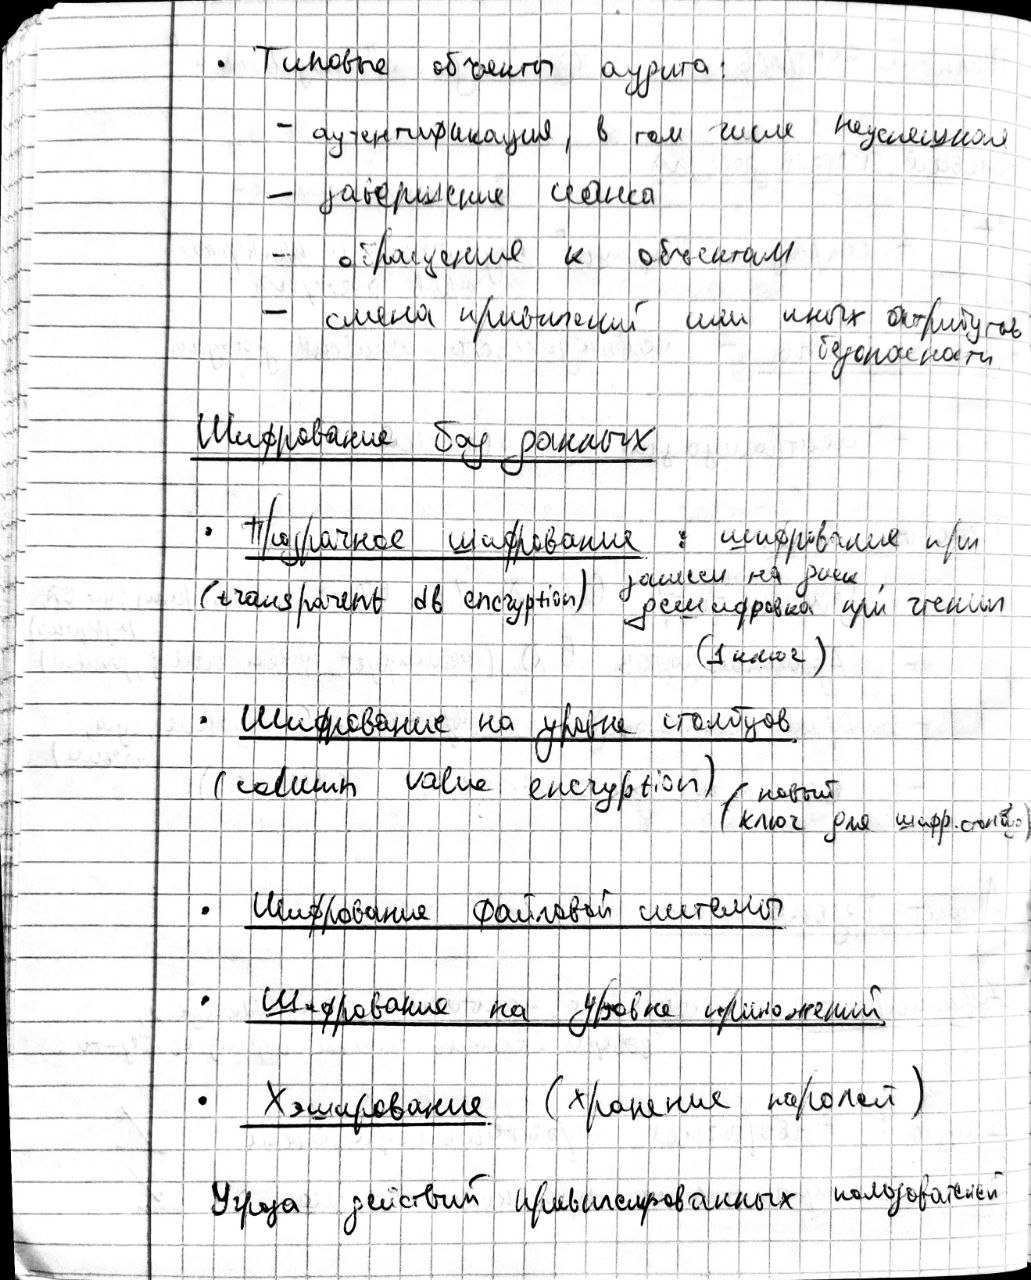 • Типовые объекты аудита:
– аутентификация, в том числе неуспешная
– завершение сеанса
– обращение к объектам
– смена привилегий или иных атрибутов
безопасности
Шифрование баз данных
• Прозрачное шифрование : шифрование при
записи на диск,
(transparent db encryption) дешифровка при чтении
(1 ключ)
• Шифрование на уровне столбцов
(column value encryption)
(новый
ключ для шифр. столбца)
• Шифрование файловой системы
• Шифрование на уровне приложений
• Хэширование (хранение паролей)
Угроза действий привилегированных пользователей